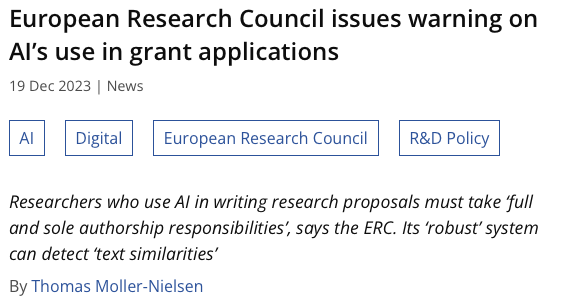 European Research Council issues warning on
AI's use in grant applications
19 Dec 2023 | News
AI Digital European Research Council R&D Policy
Researchers who use AI in writing research proposals must take ‘full
and sole authorship responsibilities’, says the ERC. Its ‘robust’ system
can detect ‘text similarities’
By Thomas Moller-Nielsen